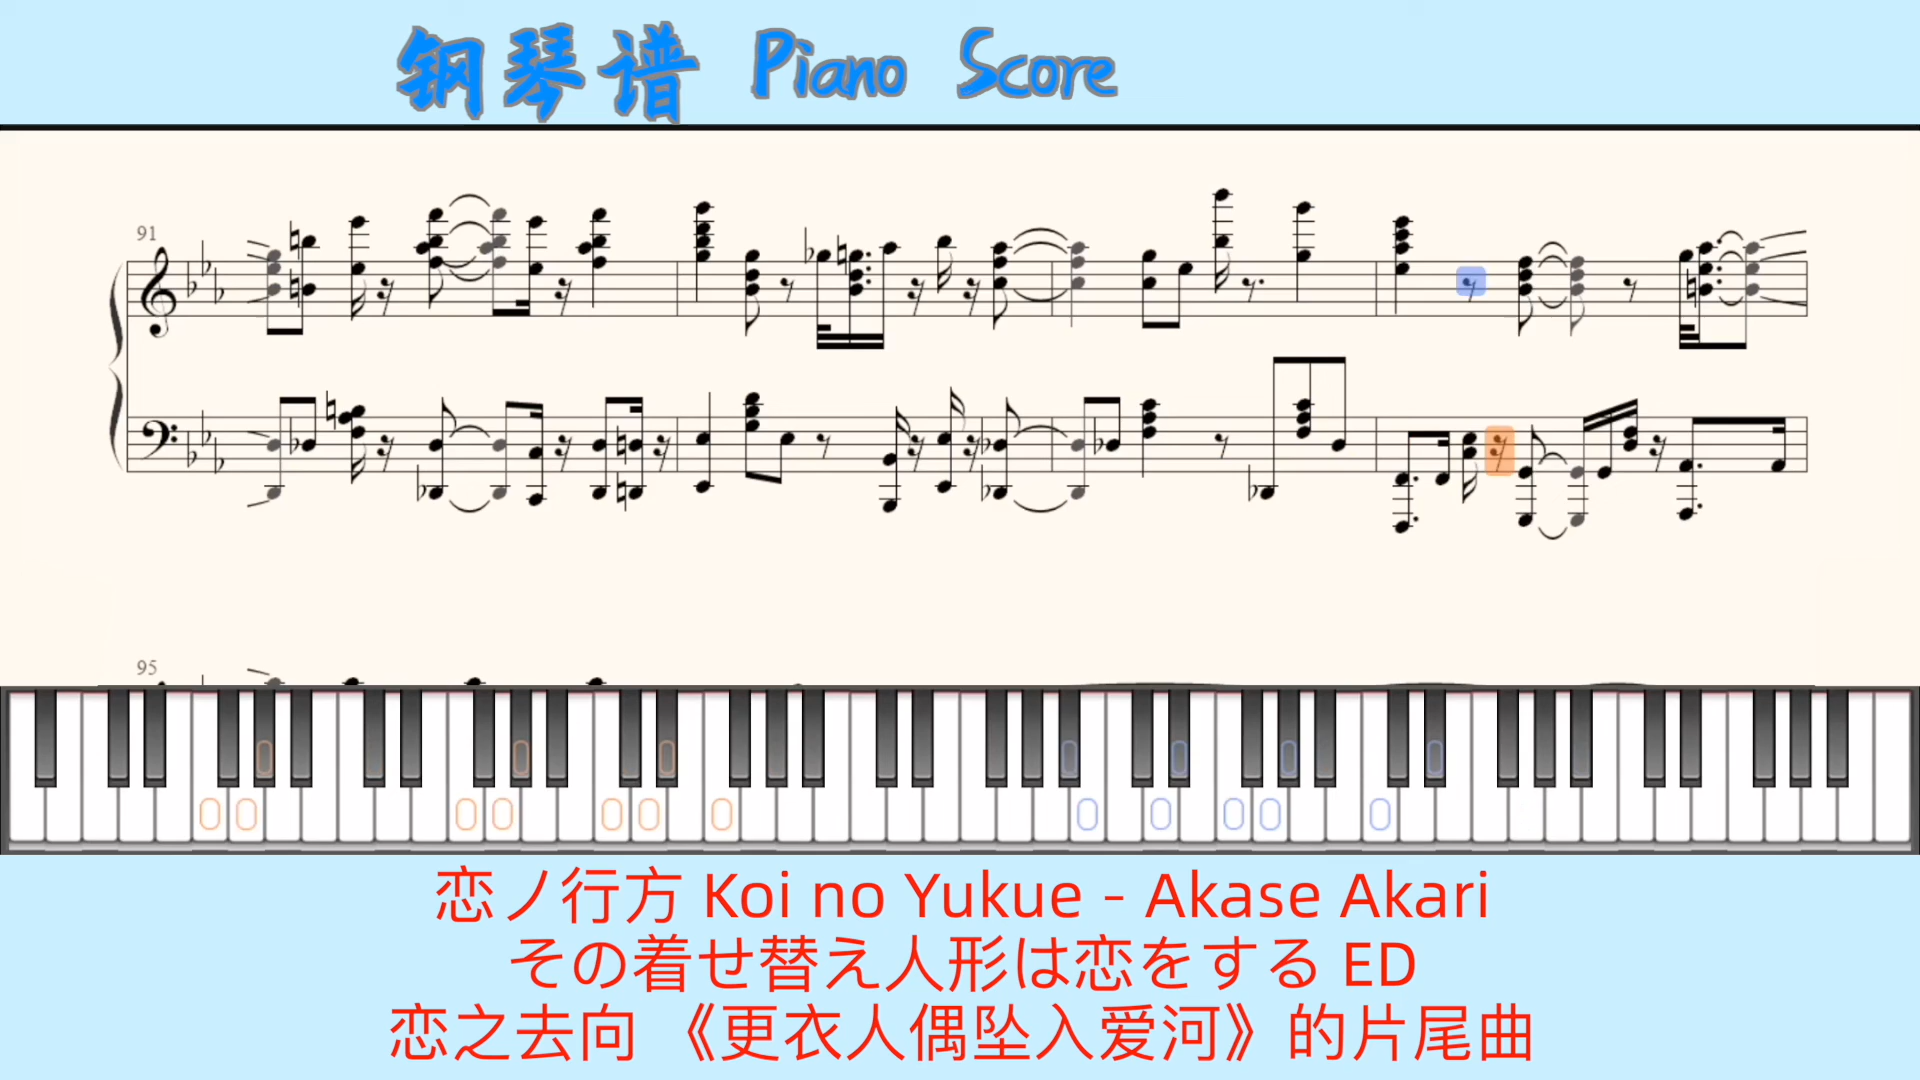 钢琴谱 Piano Score
91
95
恋ノ行方 Koi no Yukue - Akase Akari
その着せ替え人形は恋をする ED
恋之去向 《更衣人偶坠入爱河》的片尾曲